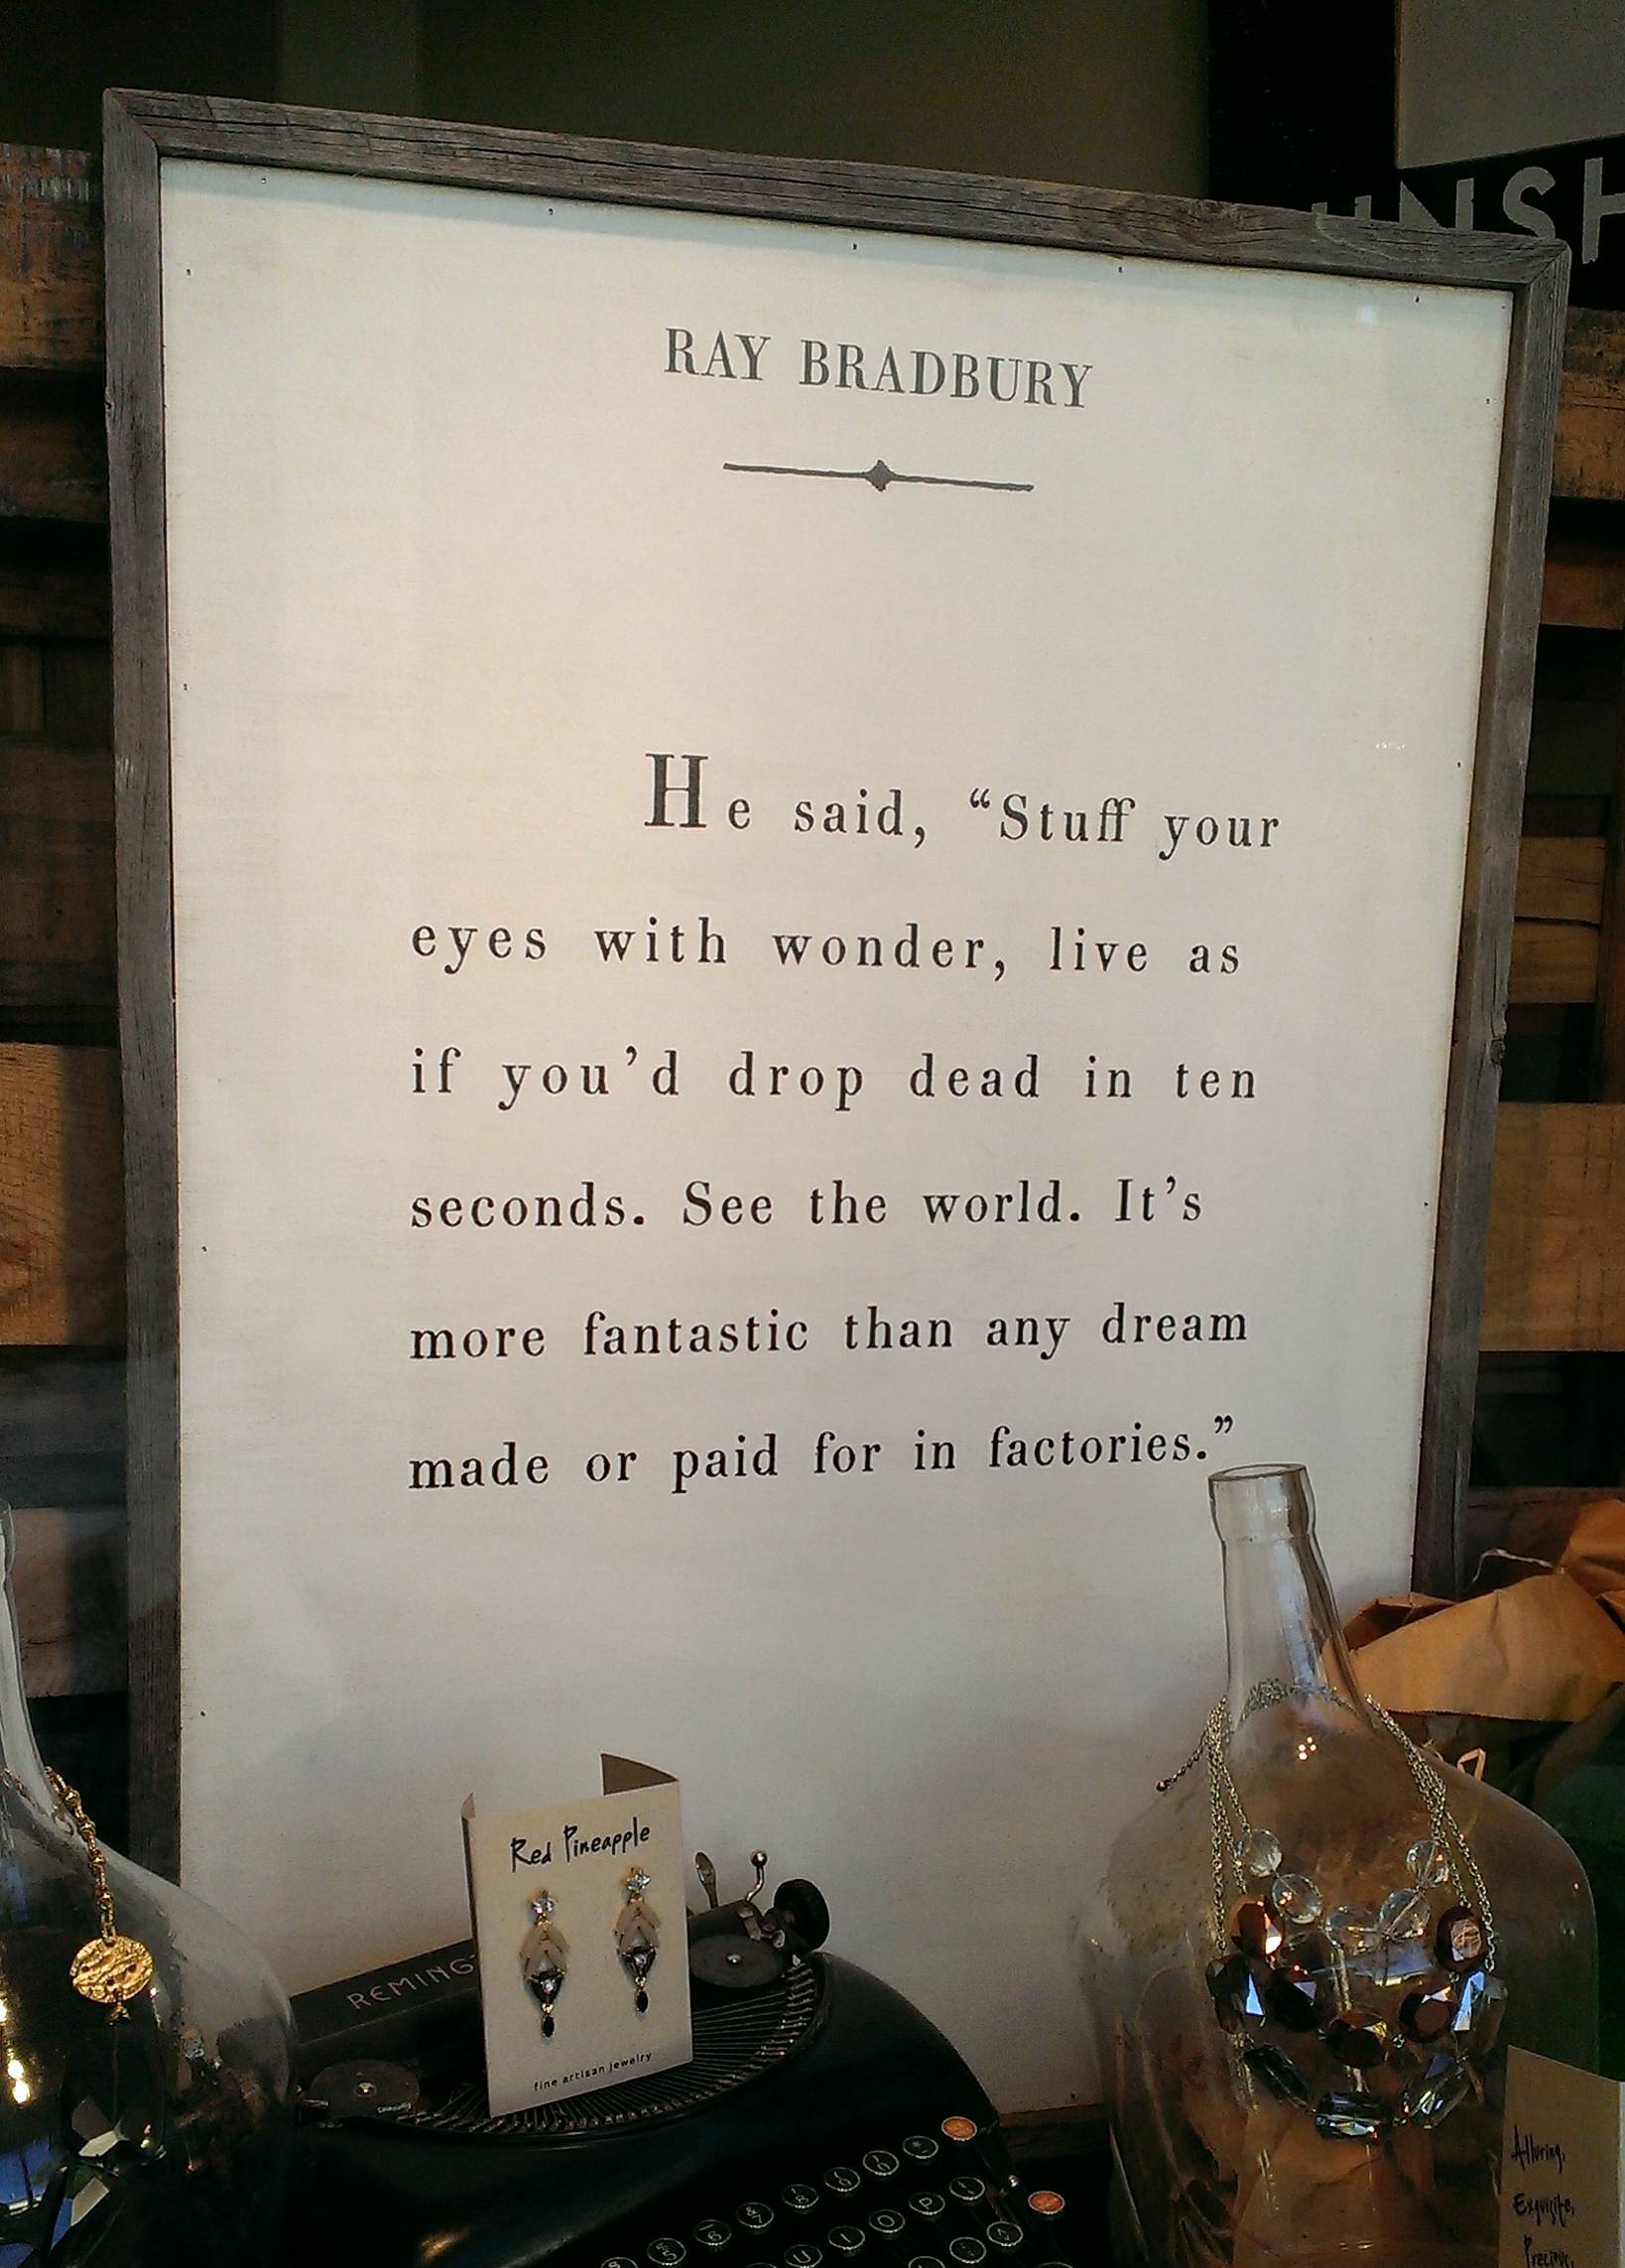 RAY BRADBURY
He said, “Stuff your
eyes with wonder, live as
if you’d drop dead in ten
seconds. See the world. It’s
more fantastic than any dream
made or paid for in factories.”
Red Pineapple
fine artisan jewelry
Alluring,
Exquisite,